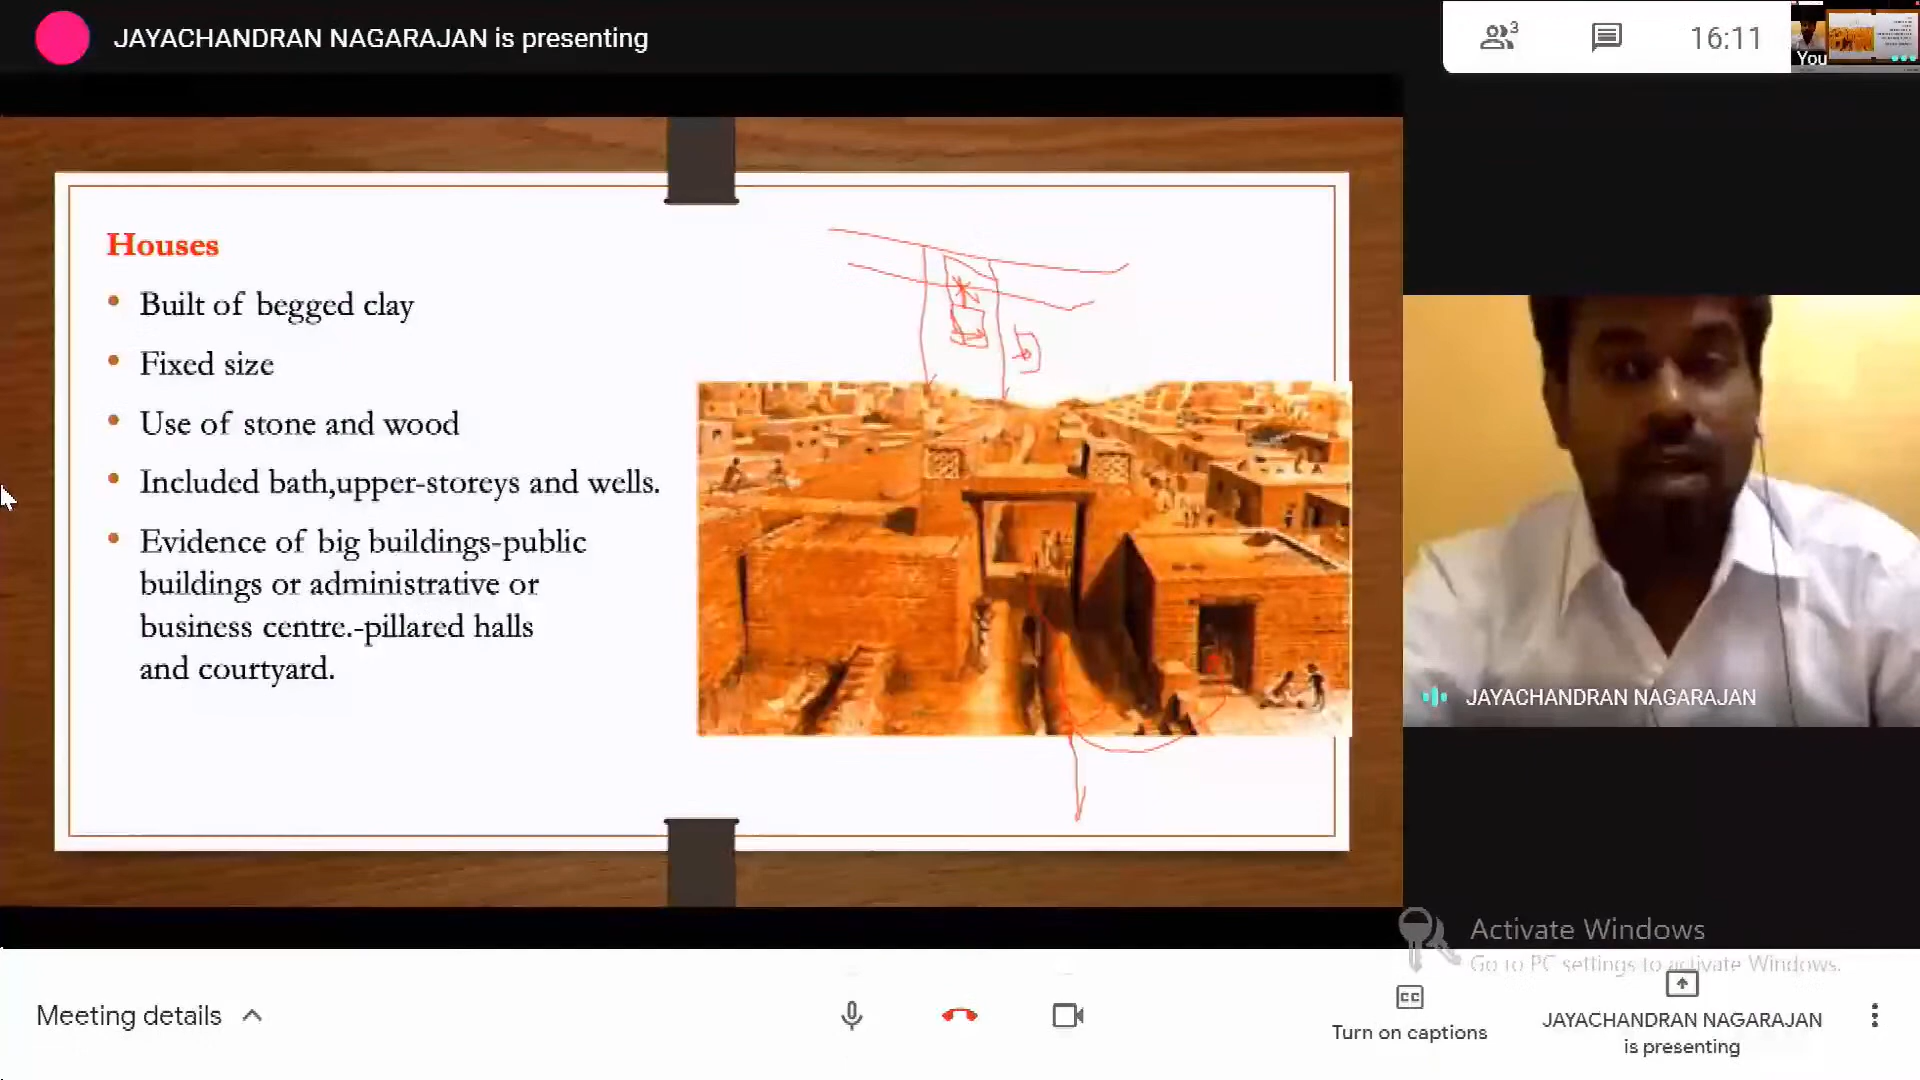 JAYACHANDRAN NAGARAJAN is presenting
3
16:11
You
Houses
Built of begged clay
Fixed size
Use of stone and wood
Included bath,upper-storeys and wells.
Evidence of big buildings-public
buildings or administrative or
business centre.-pillared halls
and courtyard.
JAYACHANDRAN NAGARAJAN
Activate Windows
Go to PC settings to activate Windows.
Meeting details
Turn on captions
JAYACHANDRAN NAGARAJAN
is presenting